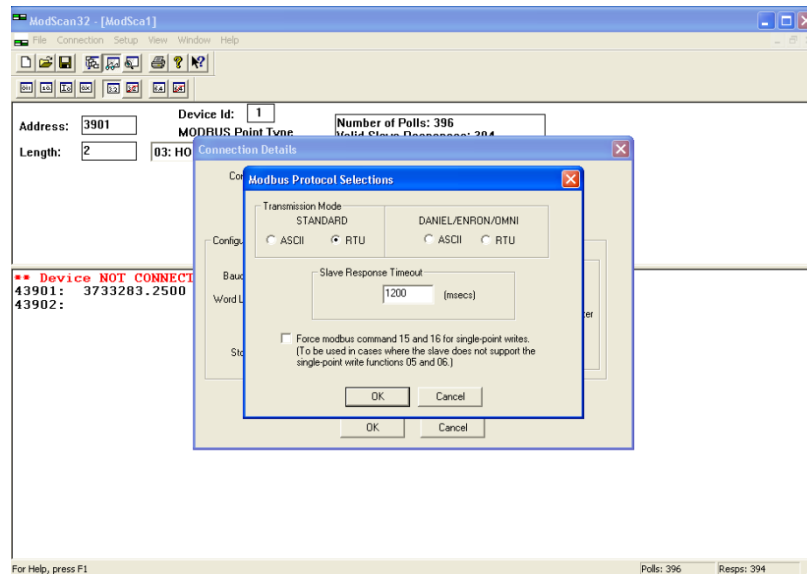 ModScan32 - [ModSca1]
File Connection Setup View Window Help
Address: 3901
Device Id: 1
MODBUS Point Type
Length: 2
03: HO
Number of Polls: 396
Valid Slave Responses: 394
** Device NOT CONNECT
43901: 3733283.2500
43902:
Connection Details
Modbus Protocol Selections
Transmission Mode
STANDARD
DANIEL/ENRON/OMNI
ASCII RTU
ASCII RTU
Slave Response Timeout
1200 (msecs)
Force modbus command 15 and 16 for single-point writes.
(To be used in cases where the slave does not support the
single-point write functions 05 and 06.)
OK Cancel
OK Cancel
For Help, press F1
Polls: 396 Resps: 394